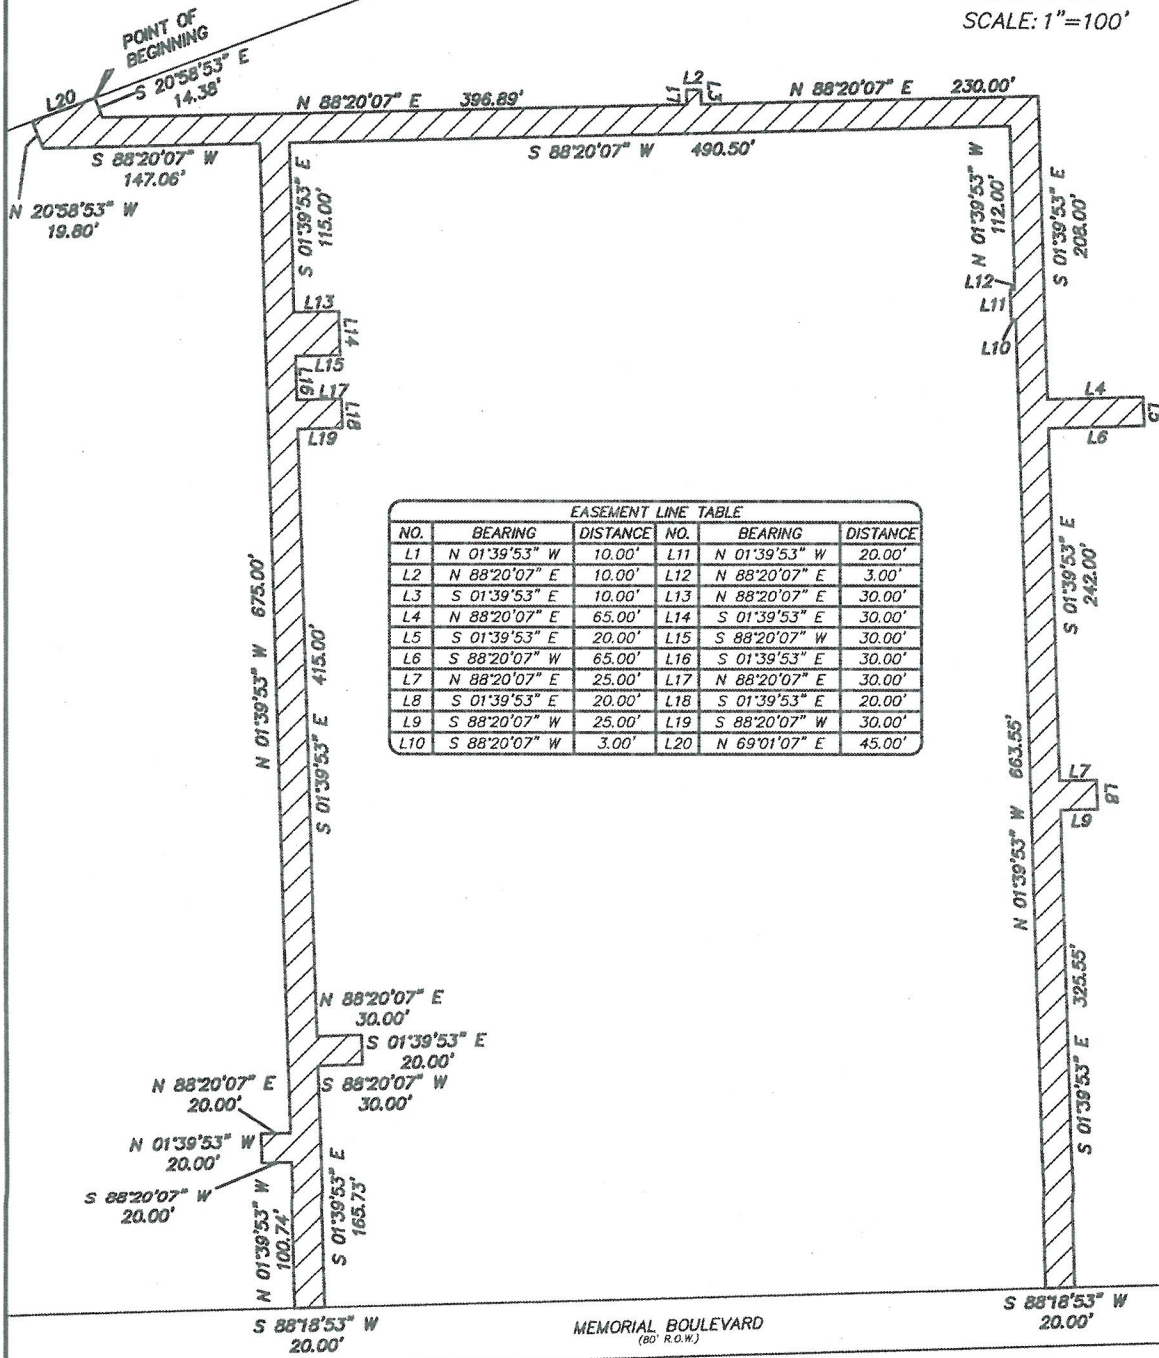 SCALE: 1"=100'
POINT OF
BEGINNING
L20
S 20°58'53" E
14.38'
N 88°20'07" E 396.89'
L1
L2
L3
N 88°20'07" E 230.00'
S 88°20'07" W
147.06'
S 88°20'07" W 490.50'
N 20°58'53" W
19.80'
S 01°39'53" E
115.00'
N 01°39'53" W
112.00'
S 01°39'53" E
208.00'
L12
L11
L10
L13
L14
L15
L16
L17
L18
L19
L4
L5
L6
EASEMENT LINE TABLE
NO. BEARING DISTANCE NO. BEARING DISTANCE
L1 N 01°39'53" W 10.00' L11 N 01°39'53" W 20.00'
L2 N 88°20'07" E 10.00' L12 N 88°20'07" E 3.00'
L3 S 01°39'53" E 10.00' L13 N 88°20'07" E 30.00'
L4 N 88°20'07" E 65.00' L14 S 01°39'53" E 30.00'
L5 S 01°39'53" E 20.00' L15 S 88°20'07" W 30.00'
L6 S 88°20'07" W 65.00' L16 S 01°39'53" E 30.00'
L7 N 88°20'07" E 25.00' L17 N 88°20'07" E 30.00'
L8 S 01°39'53" E 20.00' L18 S 01°39'53" E 20.00'
L9 S 88°20'07" W 25.00' L19 S 88°20'07" W 30.00'
L10 S 88°20'07" W 3.00' L20 N 69°01'07" E 45.00'
N 01°39'53" W 675.00'
S 01°39'53" E 415.00'
S 01°39'53" E
242.00'
N 01°39'53" W 663.55'
L7
L8
L9
S 01°39'53" E 325.55'
N 88°20'07" E
30.00'
S 01°39'53" E
20.00'
S 88°20'07" W
30.00'
N 88°20'07" E
20.00'
N 01°39'53" W
20.00'
S 88°20'07" W
20.00'
N 01°39'53" W
100.74'
S 01°39'53" E
165.73'
S 88°18'53" W
20.00'
MEMORIAL BOULEVARD
(80' R.O.W.)
S 88°18'53" W
20.00'